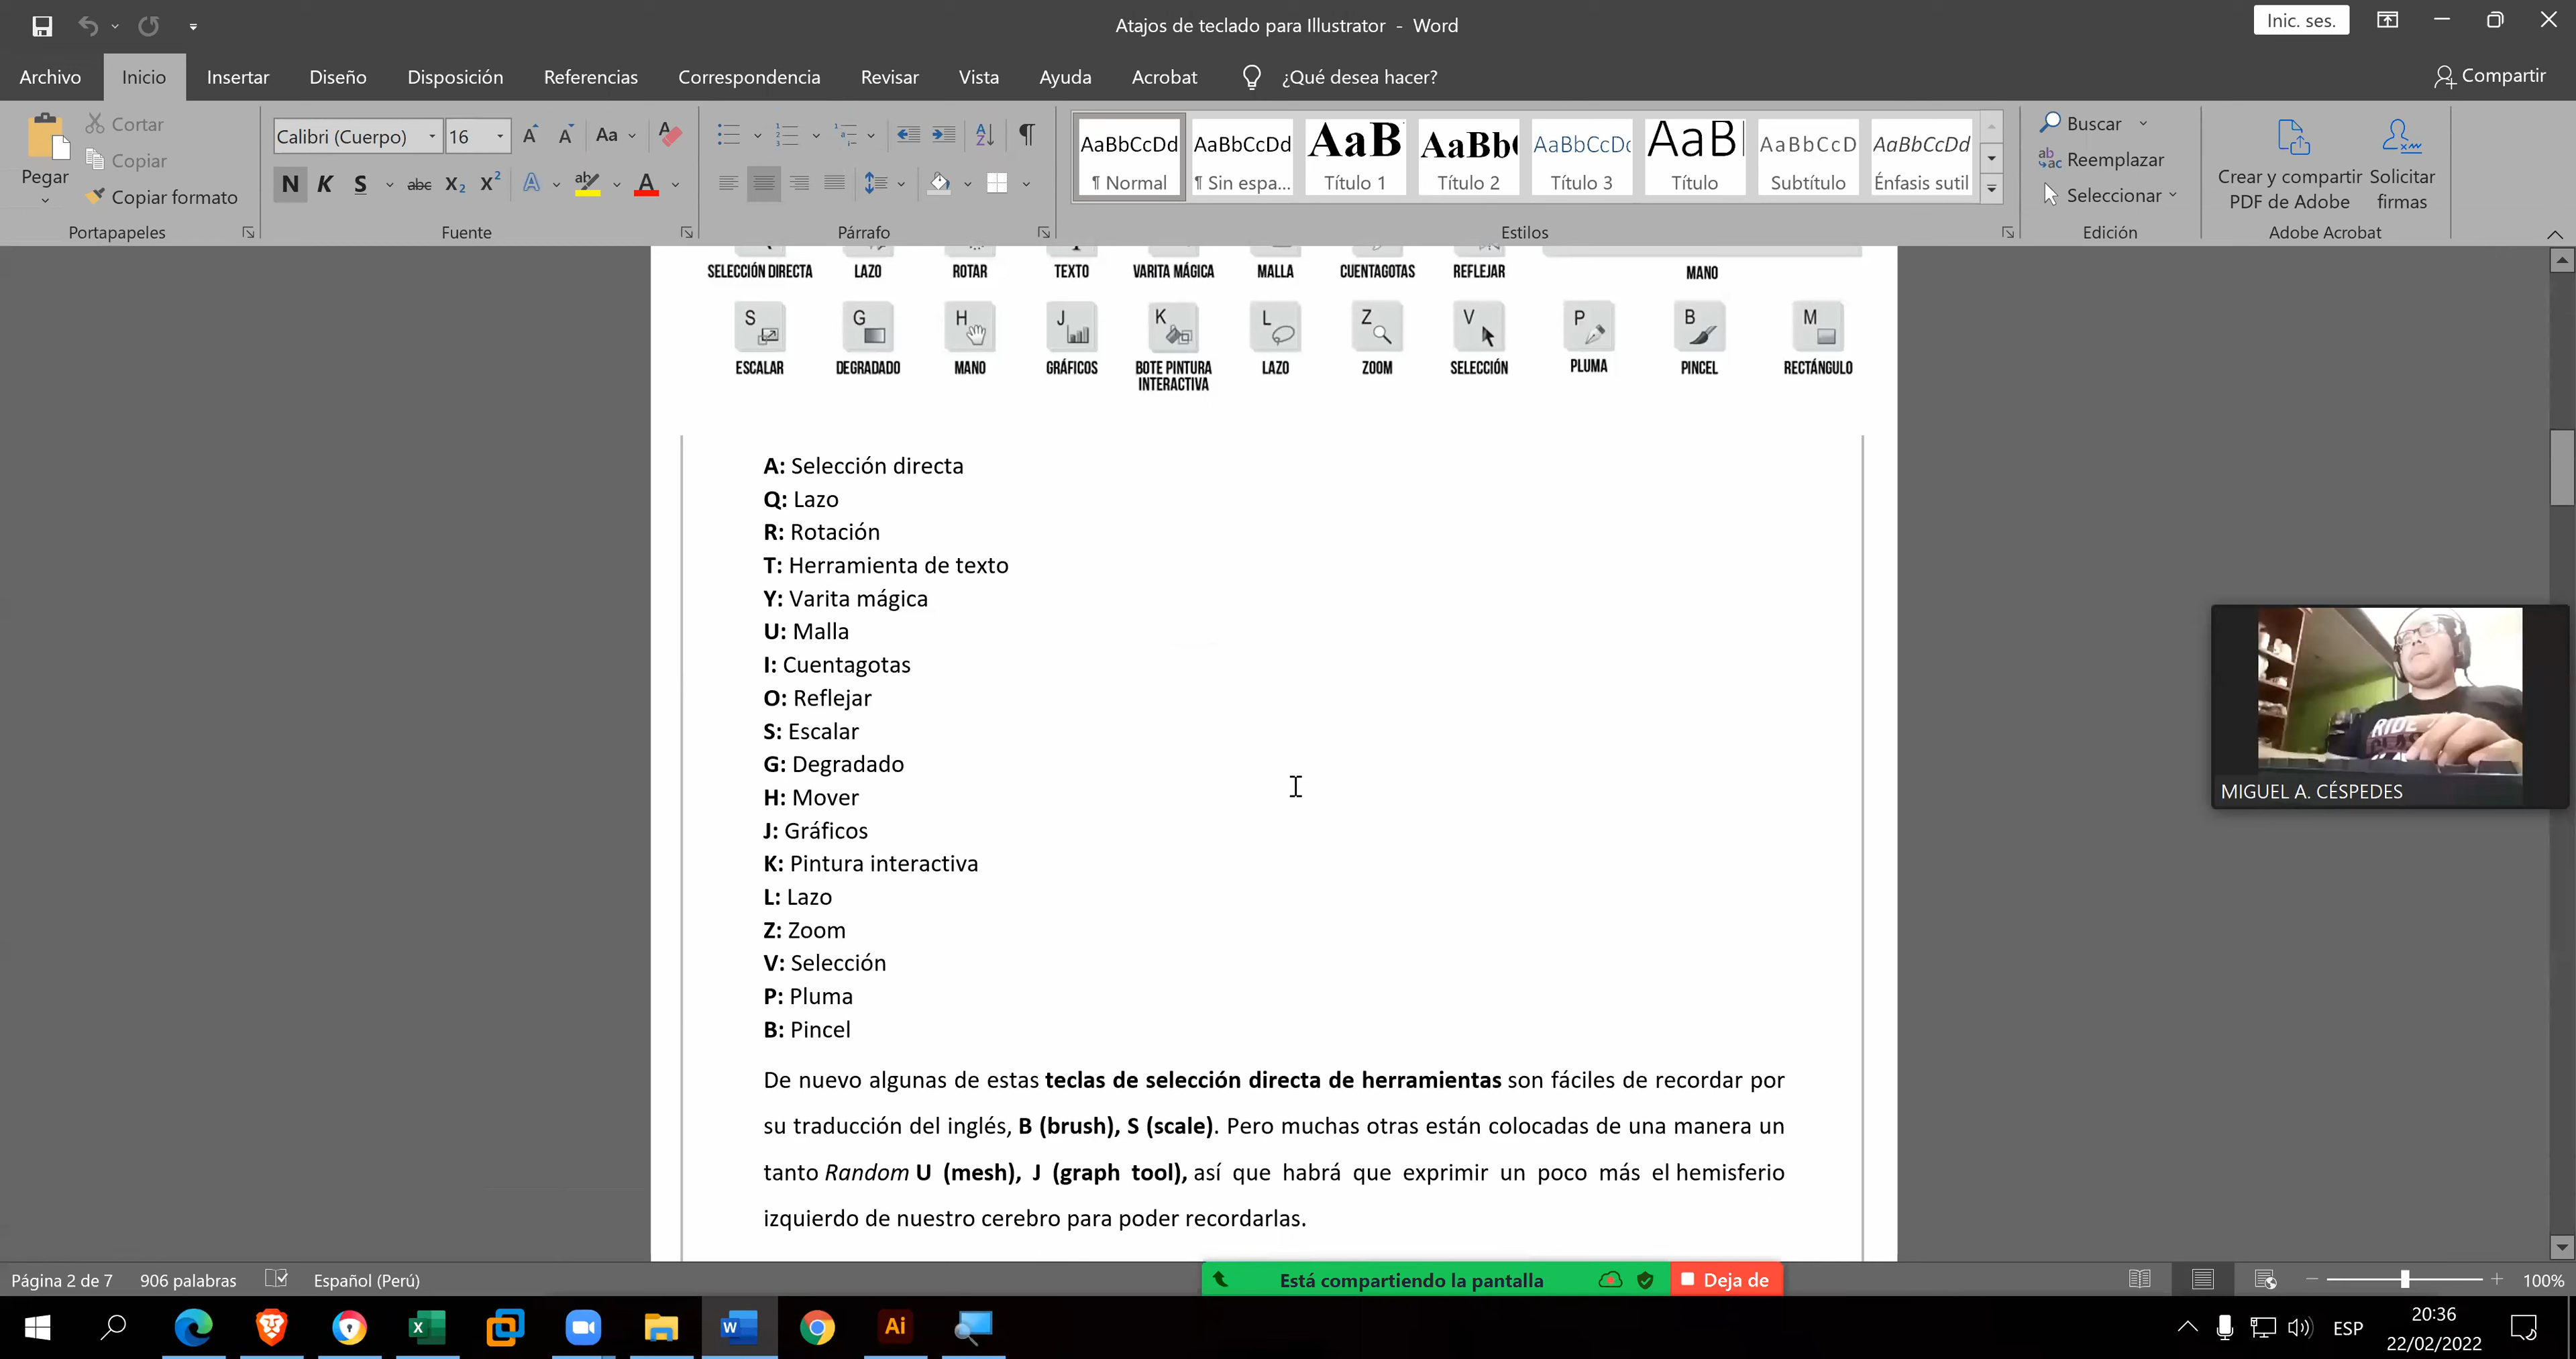 Atajos de teclado para Illustrator - Word
Inic. ses.
Archivo Inicio Insertar Diseño Disposición Referencias Correspondencia Revisar Vista Ayuda Acrobat ¿Qué desea hacer? Compartir
Pegar
Cortar
Copiar
Copiar formato
Portapapeles
Calibri (Cuerpo) 16 Aa
N K S abc X₂ X² A ab A
Fuente
Párrafo
AaBbCcDd AaBbCcDd AaB AaBb( AaBbCcDc AaB AaBbCcD AaBbCcDd
¶ Normal ¶ Sin espa... Título 1 Título 2 Título 3 Título Subtítulo Énfasis sutil
Estilos
Buscar
Reemplazar
Seleccionar
Edición
Crear y compartir PDF de Adobe
Solicitar firmas
Adobe Acrobat
SELECCIÓN DIRECTA LAZO ROTAR TEXTO VARITA MÁGICA MALLA CUENTAGOTAS REFLEJAR MANO
S G H J K L Z V P B M
ESCALAR DEGRADADO MANO GRÁFICOS BOTE PINTURA INTERACTIVA LAZO ZOOM SELECCIÓN PLUMA PINCEL RECTÁNGULO
A: Selección directa
Q: Lazo
R: Rotación
T: Herramienta de texto
Y: Varita mágica
U: Malla
I: Cuentagotas
O: Reflejar
S: Escalar
G: Degradado
H: Mover
J: Gráficos
K: Pintura interactiva
L: Lazo
Z: Zoom
V: Selección
P: Pluma
B: Pincel
De nuevo algunas de estas teclas de selección directa de herramientas son fáciles de recordar por
su traducción del inglés, B (brush), S (scale). Pero muchas otras están colocadas de una manera un
tanto Random U (mesh), J (graph tool), así que habrá que exprimir un poco más el hemisferio
izquierdo de nuestro cerebro para poder recordarlas.
RIDE
MIGUEL A. CÉSPEDES
Página 2 de 7 906 palabras Español (Perú)
Está compartiendo la pantalla Deja de
100%
Ai
ESP
20:36
22/02/2022